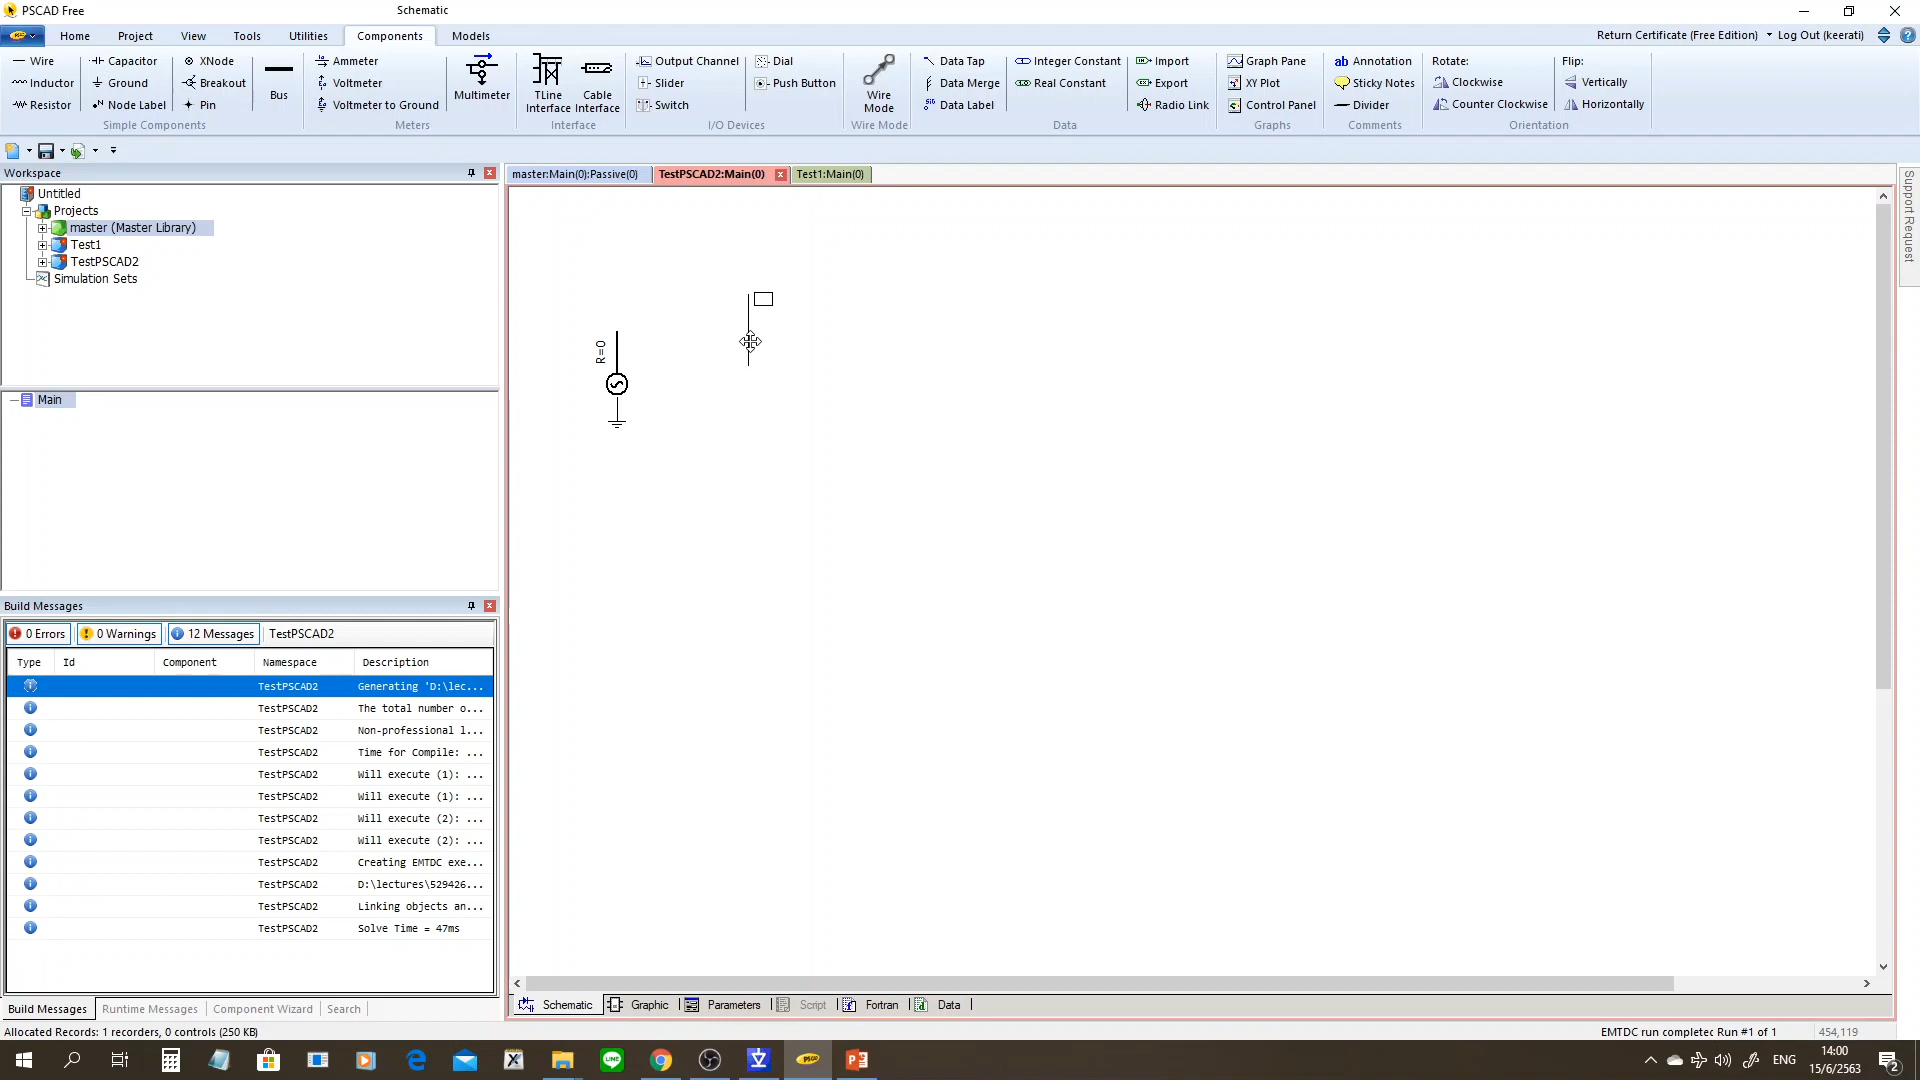 PSCAD Free
Schematic
Home Project View Tools Utilities Components Models
Return Certificate (Free Edition) Log Out (keerati)
Wire Capacitor XNode
Inductor Ground Breakout
Resistor Node Label Pin
Bus
Simple Components
Ammeter
Voltmeter
Voltmeter to Ground
Multimeter
Meters
TLine Interface
Cable Interface
Interface
Output Channel Dial
Slider Push Button
Switch
I/O Devices
Wire Mode
Wire Mode
Data Tap Integer Constant Import
Data Merge Real Constant Export
Data Label Radio Link
Data
Graph Pane
XY Plot
Control Panel
Graphs
ab Annotation
Sticky Notes
Divider
Comments
Rotate: Flip:
Clockwise Vertically
Counter Clockwise Horizontally
Orientation
Workspace
Untitled
Projects
master (Master Library)
Test1
TestPSCAD2
Simulation Sets
Main
master:Main(0):Passive(0) TestPSCAD2:Main(0) Test1:Main(0)
R=0
Support Request
Build Messages
0 Errors 0 Warnings 12 Messages TestPSCAD2
Type Id Component Namespace Description
TestPSCAD2 Generating 'D:\lec...
TestPSCAD2 The total number o...
TestPSCAD2 Non-professional l...
TestPSCAD2 Time for Compile: ...
TestPSCAD2 Will execute (1): ...
TestPSCAD2 Will execute (1): ...
TestPSCAD2 Will execute (2): ...
TestPSCAD2 Will execute (2): ...
TestPSCAD2 Creating EMTDC exe...
TestPSCAD2 D:\lectures\529426...
TestPSCAD2 Linking objects an...
TestPSCAD2 Solve Time = 47ms
Build Messages Runtime Messages Component Wizard Search
Schematic Graphic Parameters Script Fortran Data
Allocated Records: 1 recorders, 0 controls (250 KB)
EMTDC run completec Run #1 of 1 454,119
ENG
14:00
15/6/2563
2